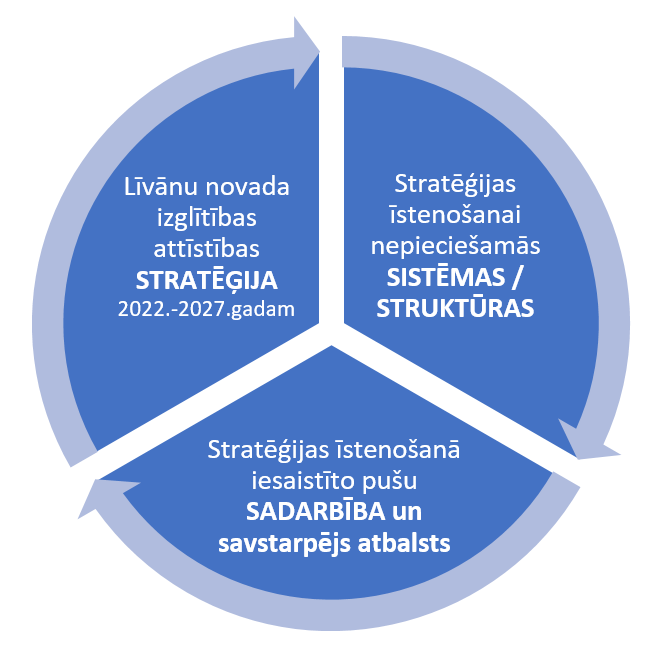 Līvānu novada
izglītības
attīstības
STRATĒĢIJA
2022.-2027.gadam
Stratēģijas
īstenošanai
nepieciešamās
SISTĒMAS /
STRUKTŪRAS
Stratēģijas īstenošanā
iesaistīto pušu
SADARBĪBA un
savstarpējs atbalsts